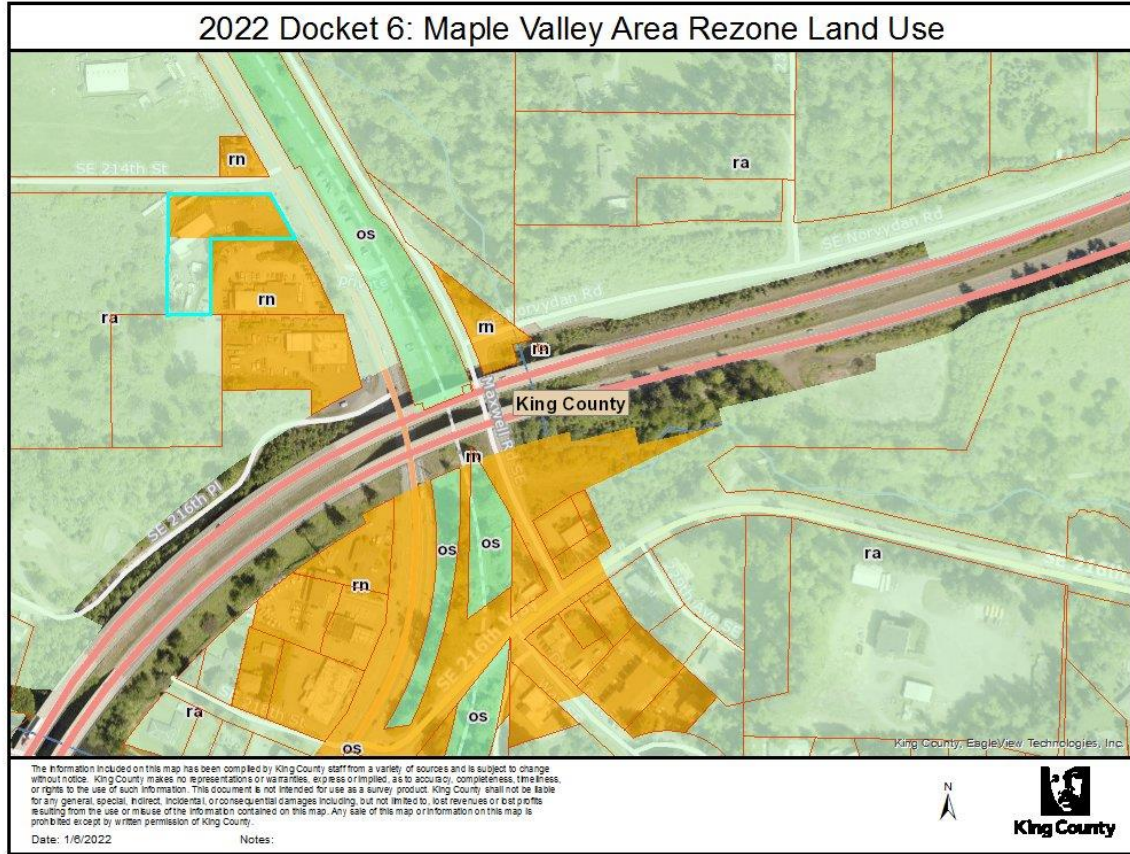 2022 Docket 6: Maple Valley Area Rezone Land Use
SE 214th St
rn
ra
os
SE Norvydan Rd
Private
rn
Norvydan Rd
rn
ra
rn
King County
Maxwell Rd SE
rn
SE 216th Pl
os
os
ra
rn
SE 216th
ra
os
os
King County, EagleView Technologies, Inc.
The information included on this map has been compiled by King County staff from a variety of sources and is subject to change
without notice. King County makes no representations or warranties, express or implied, as to accuracy, completeness, timeliness,
or rights to the use of such information. This document is not intended for use as a survey product. King County shall not be liable
for any general, special, indirect, incidental, or consequential damages including, but not limited to, lost revenues or lost profits
resulting from the use or misuse of the information contained on this map. Any sale of this map or information on this map is
prohibited except by written permission of King County.
Date: 1/6/2022 Notes:
N
King County